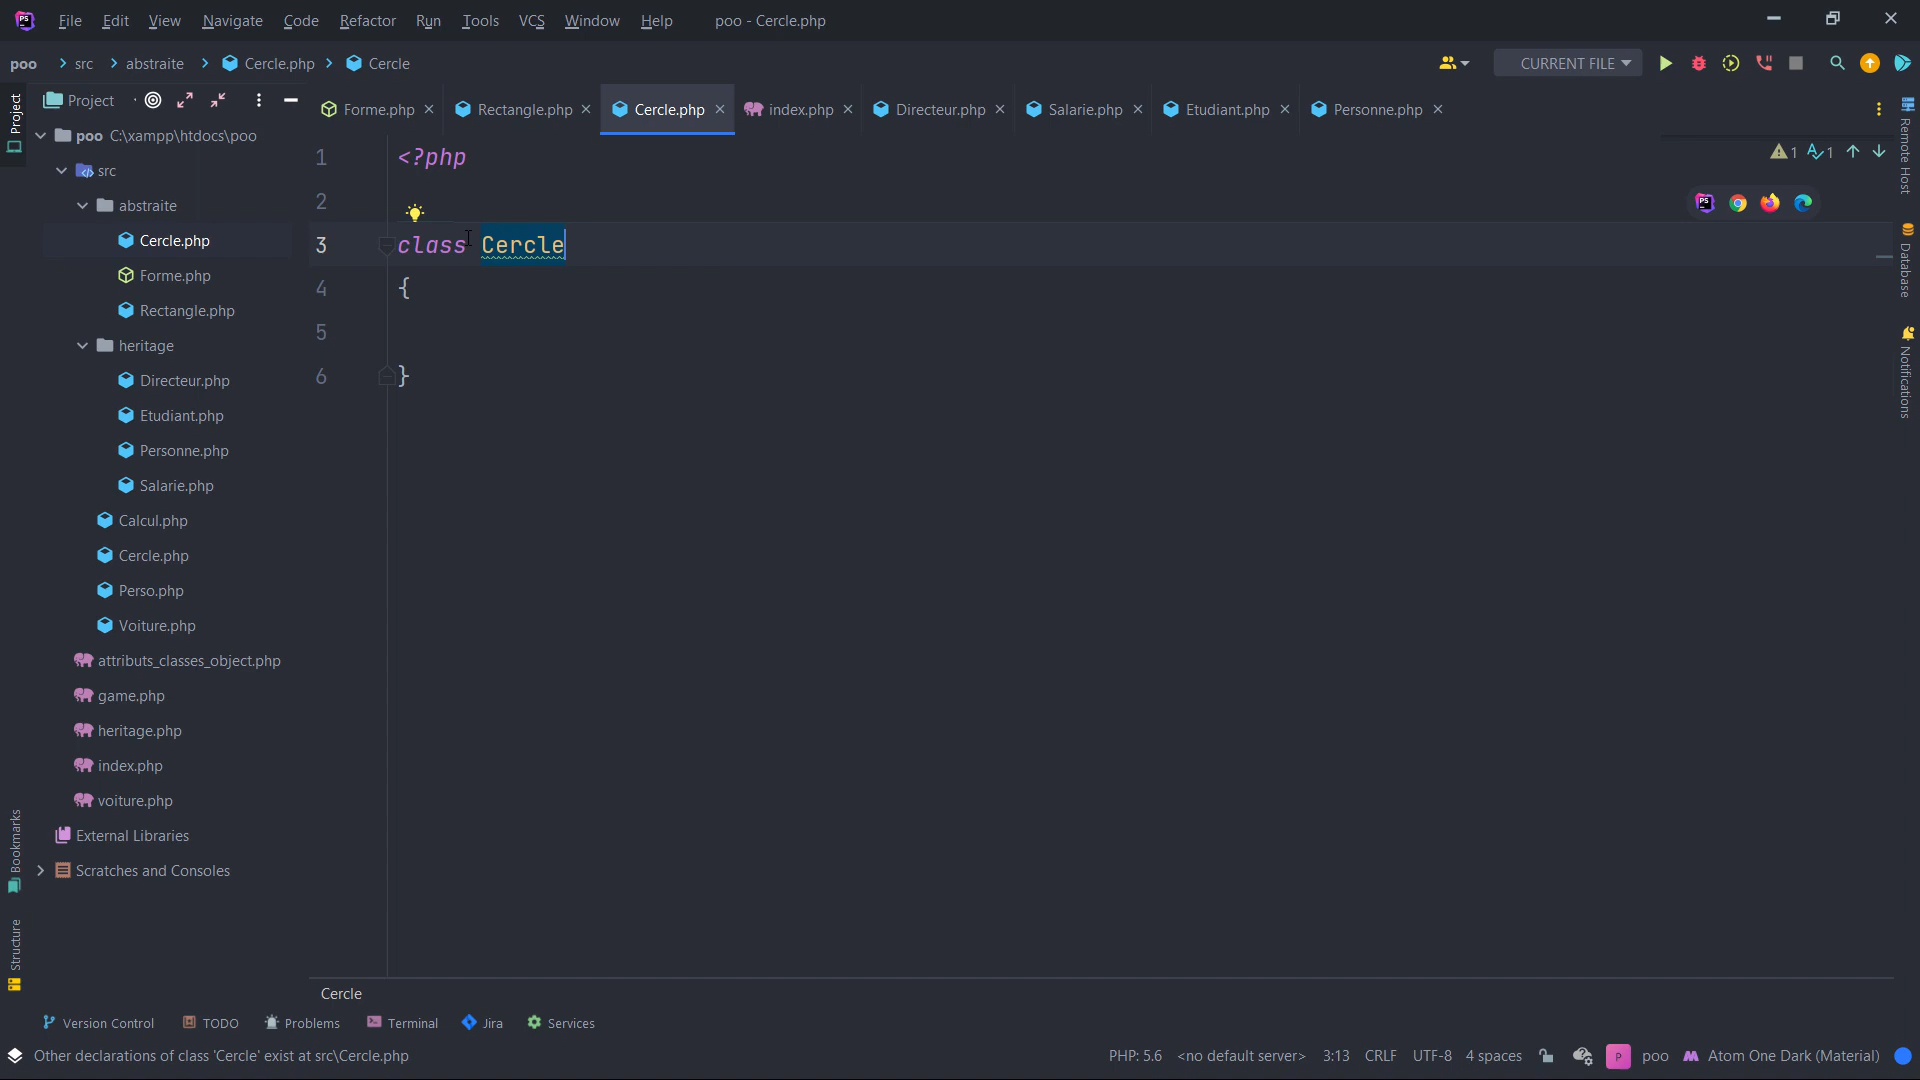 PS File Edit View Navigate Code Refactor Run Tools VCS Window Help poo - Cercle.php
poo src abstraite Cercle.php Cercle CURRENT FILE
Project
Forme.php Rectangle.php Cercle.php index.php Directeur.php Salarie.php Etudiant.php Personne.php
Project
poo C:\xampp\htdocs\poo
src
abstraite
Cercle.php
Forme.php
Rectangle.php
heritage
Directeur.php
Etudiant.php
Personne.php
Salarie.php
Calcul.php
Cercle.php
Perso.php
Voiture.php
attributs_classes_object.php
game.php
heritage.php
index.php
voiture.php
External Libraries
Scratches and Consoles
Bookmarks
Structure
1 <?php
2
3 class Cercle
4 {
5
6 }
1 1
Remote Host
Database
Notifications
Cercle
Version Control TODO Problems Terminal Jira Services
Other declarations of class 'Cercle' exist at src\Cercle.php PHP: 5.6 <no default server> 3:13 CRLF UTF-8 4 spaces P poo Atom One Dark (Material)